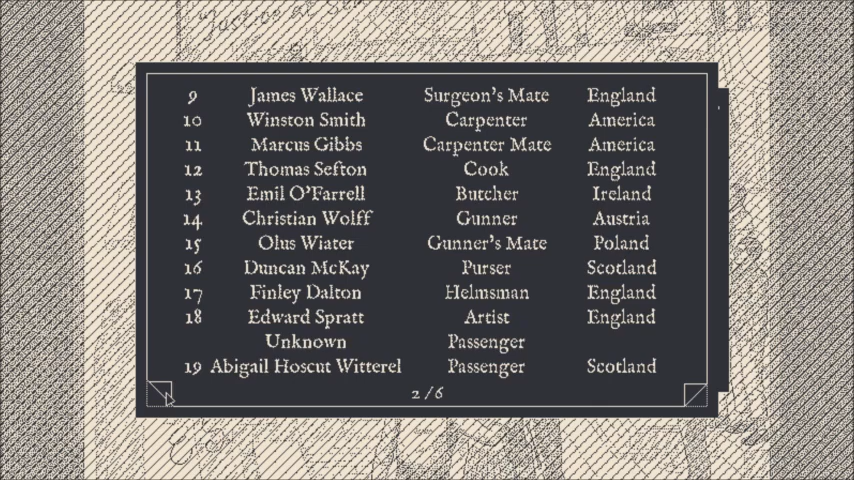 "Justice at Sea
9 James Wallace Surgeon's Mate England
10 Winston Smith Carpenter America
11 Marcus Gibbs Carpenter Mate America
12 Thomas Sefton Cook England
13 Emil O'Farrell Butcher Ireland
14 Christian Wolff Gunner Austria
15 Olus Wiater Gunner's Mate Poland
16 Duncan McKay Purser Scotland
17 Finley Dalton Helmsman England
18 Edward Spratt Artist England
Unknown Passenger
19 Abigail Hoscut Witterel Passenger Scotland
2/6